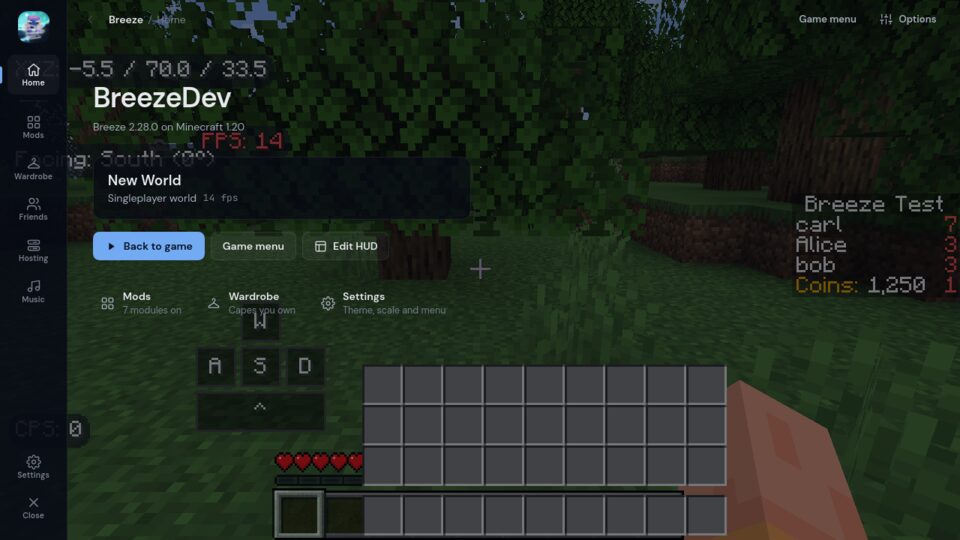 Breeze / Home
Game menu
Options
XYZ: -5.5 / 70.0 / 33.5
Home
BreezeDev
Breeze 2.28.0 on Minecraft 1.20
FPS: 14
Mods
Facing: South (0°)
Wardrobe
New World
Singleplayer world 14 fps
Friends
Breeze Test
carl 7
Alice 3
bob 3
Coins: 1,250 1
Back to game
Game menu
Edit HUD
Hosting
Music
Mods
7 modules on
Wardrobe
Capes you own
Settings
Theme, scale and menu
W
A S D
^
CPS: 0
Settings
Close